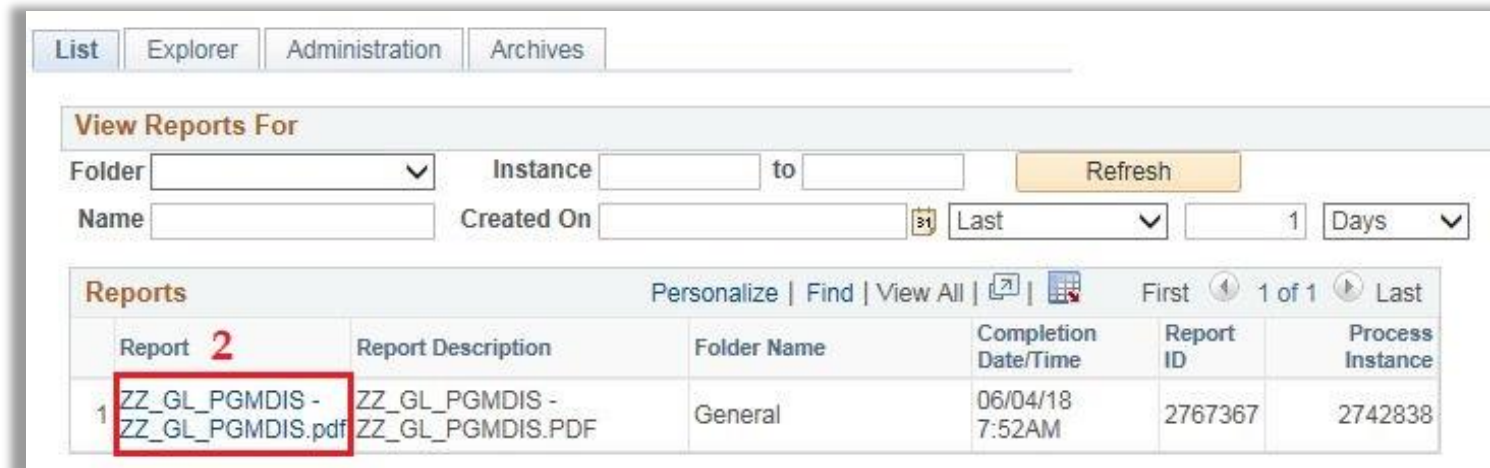 List Explorer Administration Archives
View Reports For
Folder Instance to Refresh
Name Created On 31 Last 1 Days
Reports Personalize | Find | View All | | First 1 of 1 Last
Report 2 Report Description Folder Name Completion Date/Time Report ID Process Instance
1 ZZ_GL_PGMDIS - ZZ_GL_PGMDIS.pdf ZZ_GL_PGMDIS - ZZ_GL_PGMDIS.PDF General 06/04/18 7:52AM 2767367 2742838